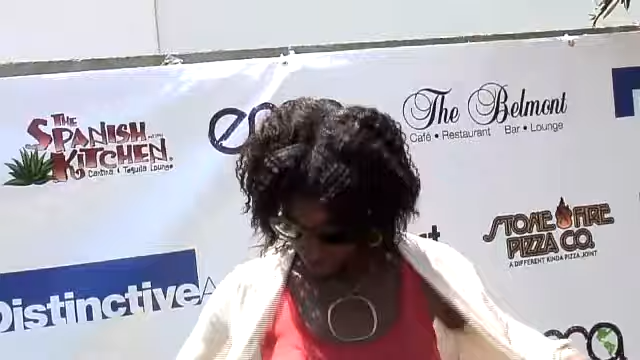 The Belmont
Café • Restaurant Bar • Lounge
THE
SPANISH
KITCHEN
Cantina & Tequila Lounge
STONE FIRE
PIZZA CO.
A DIFFERENT KINDA PIZZA JOINT
Distinctive